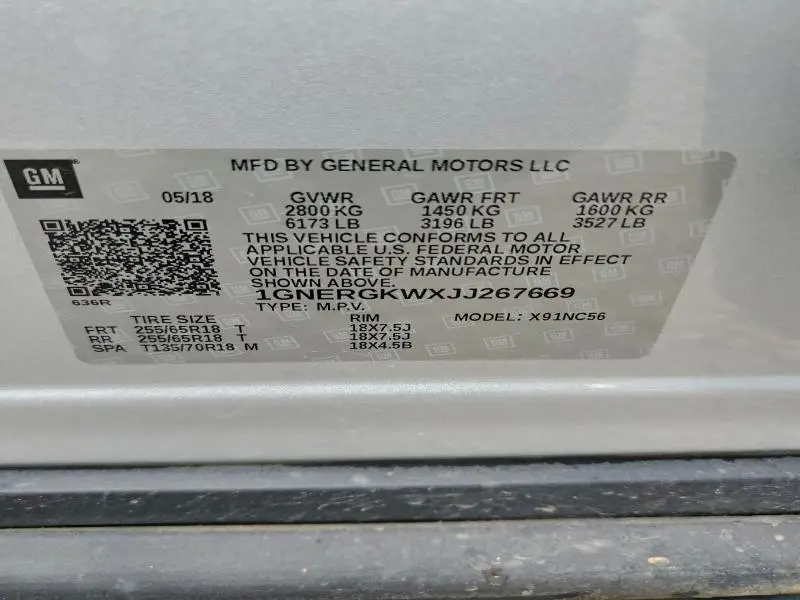 GM
MFD BY GENERAL MOTORS LLC
05/18 GVWR GAWR FRT GAWR RR
2800 KG 1450 KG 1600 KG
6173 LB 3196 LB 3527 LB
THIS VEHICLE CONFORMS TO ALL
APPLICABLE U.S. FEDERAL MOTOR
VEHICLE SAFETY STANDARDS IN EFFECT
ON THE DATE OF MANUFACTURE
SHOWN ABOVE.
636R
1GNERGKWXJJ267669
TYPE: M.P.V. MODEL: X91NC56
TIRE SIZE RIM
FRT 255/65R18 T 18X7.5J
RR 255/65R18 T 18X7.5J
SPA T135/70R18 M 18X4.5B